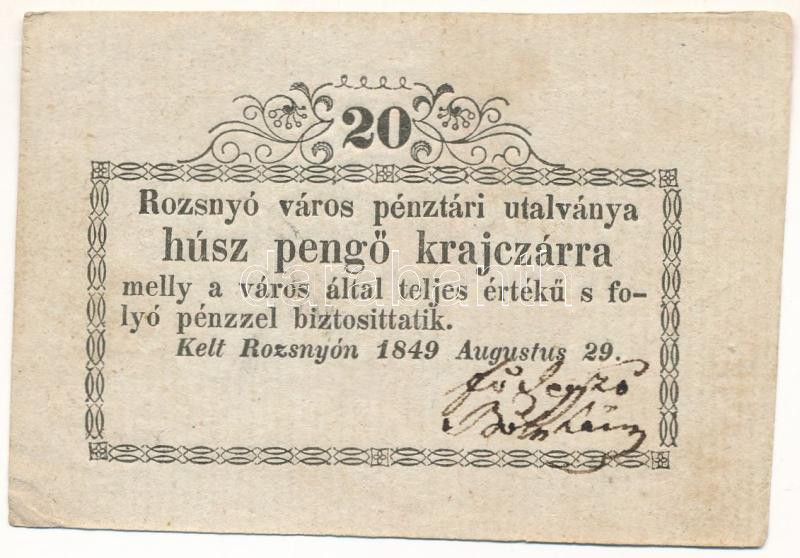 20
Rozsnyó város pénztári utalványa
húsz pengő krajczárra
melly a város által teljes értékű s fo-
lyó pénzzel biztosittatik.
Kelt Rozsnyón 1849 Augustus 29.